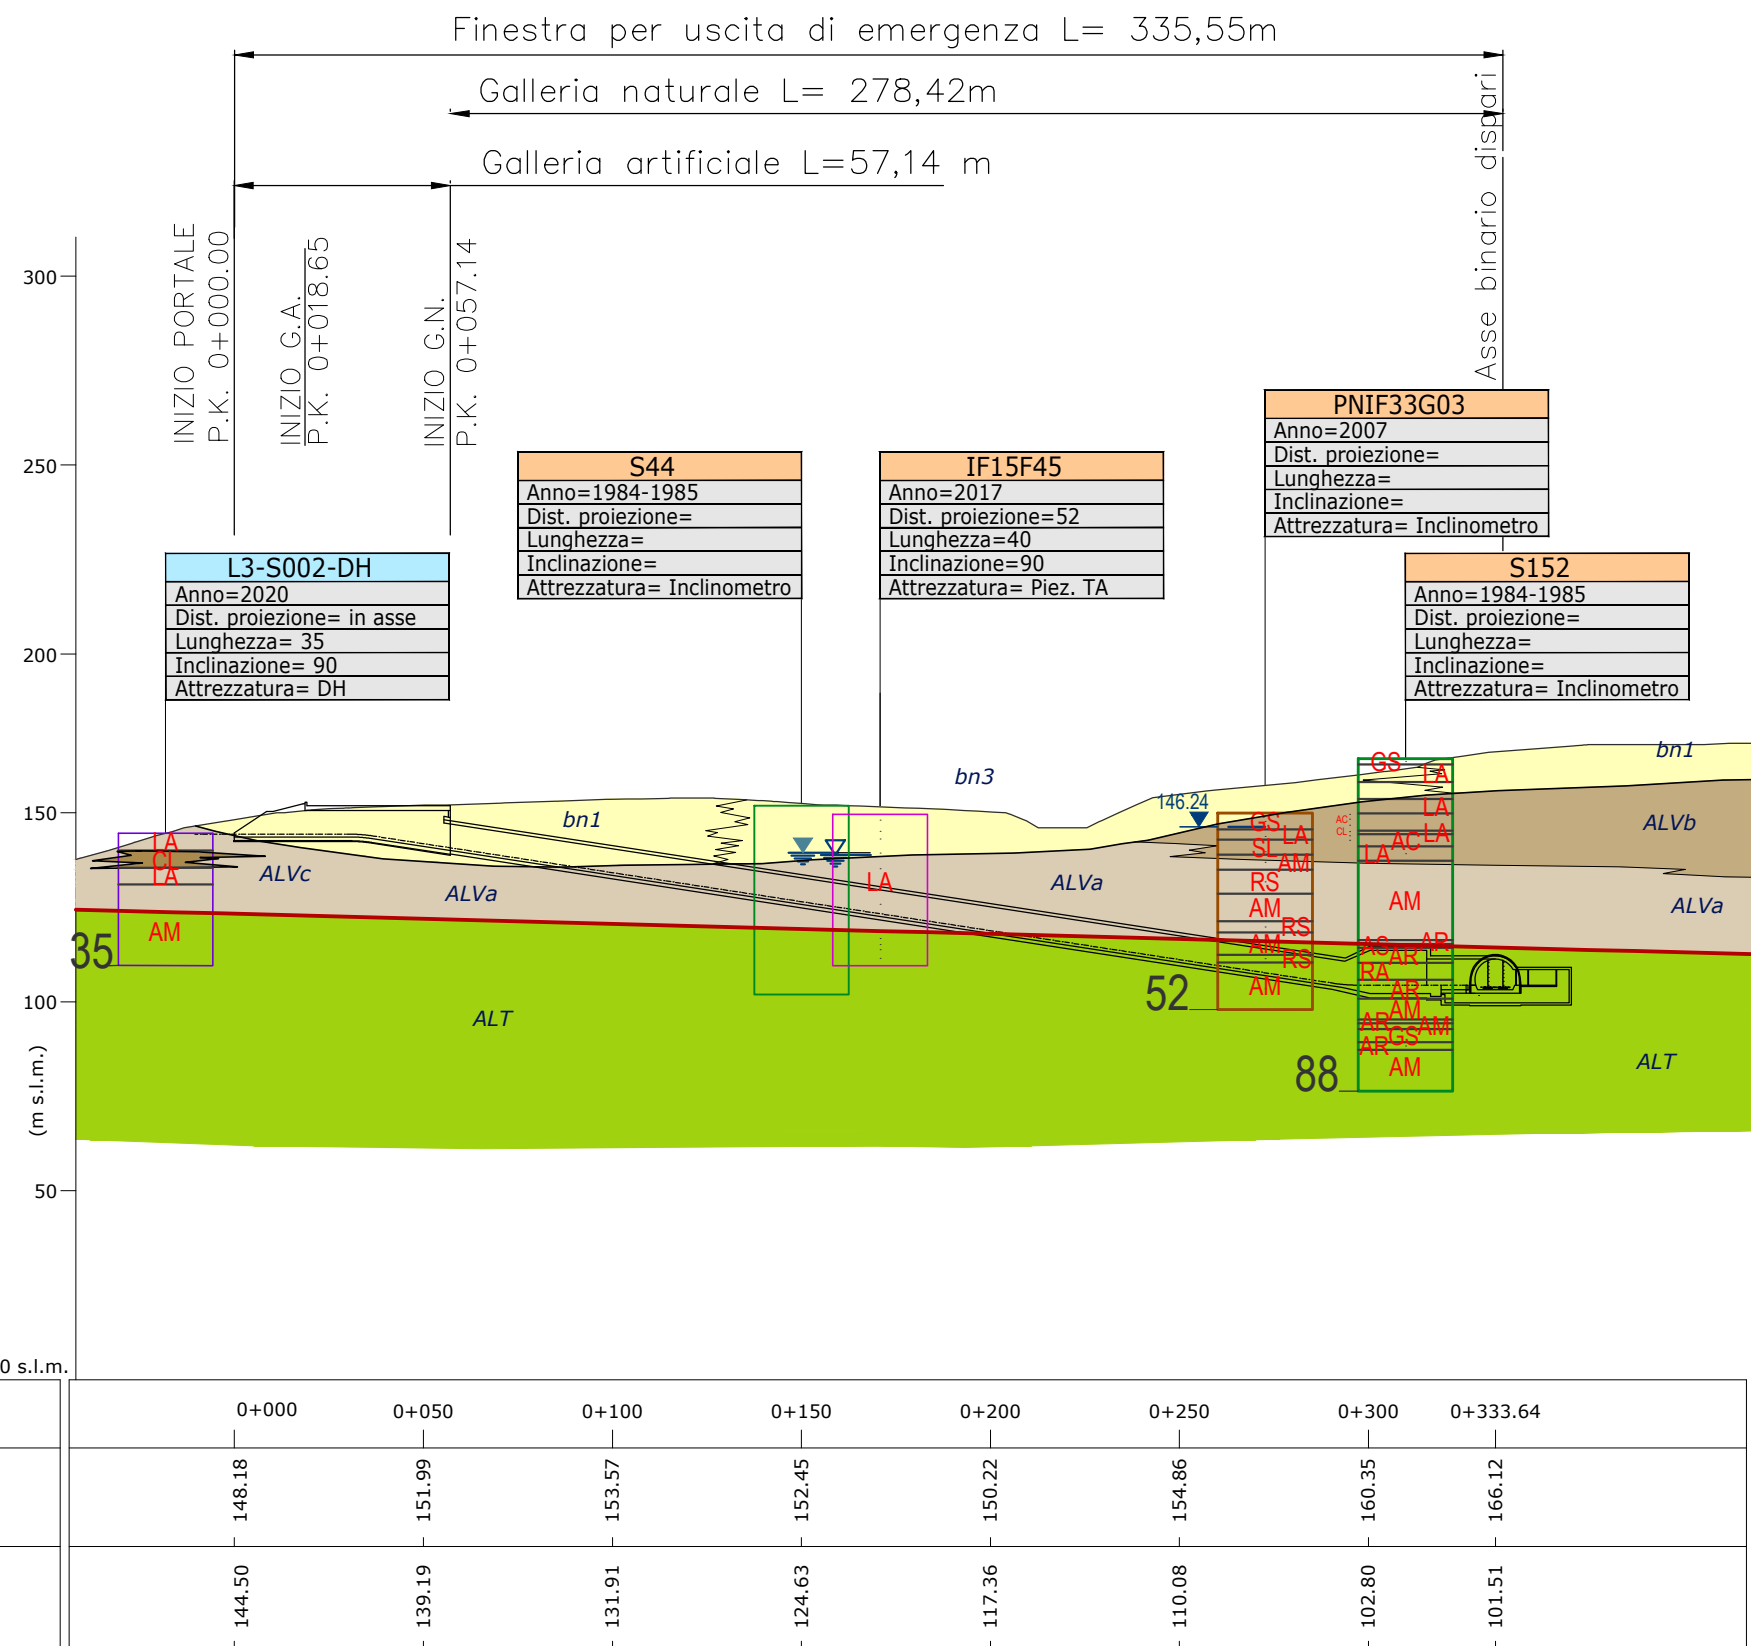 Finestra per uscita di emergenza L= 335,55m
Galleria naturale L= 278,42m
Galleria artificiale L=57,14 m
INIZIO PORTALE
P.K. 0+000.00
INIZIO G.A.
P.K. 0+018.65
INIZIO G.N.
P.K. 0+057.14
Asse binario dispari
300
250
200
150
100
50
(m s.l.m.)
0 s.l.m.
PNIF33G03
Anno=2007
Dist. proiezione=
Lunghezza=
Inclinazione=
Attrezzatura= Inclinometro
S44
Anno=1984-1985
Dist. proiezione=
Lunghezza=
Inclinazione=
Attrezzatura= Inclinometro
IF15F45
Anno=2017
Dist. proiezione=52
Lunghezza=40
Inclinazione=90
Attrezzatura= Piez. TA
L3-S002-DH
Anno=2020
Dist. proiezione= in asse
Lunghezza= 35
Inclinazione= 90
Attrezzatura= DH
S152
Anno=1984-1985
Dist. proiezione=
Lunghezza=
Inclinazione=
Attrezzatura= Inclinometro
bn3
bn1
bn1
146.24
ALVb
ALVc
ALVa
ALVa
ALVa
ALT
ALT
LA
CL
LA
AM
35
LA
GS
LA
SL
AM
RS
AM
RS
AM
RS
AM
52
AC
CL
GS
LA
LA
LA
AC
LA
AM
AS
AR
AR
RA
AR
AM
AR
AM
GS
AR
AM
88
0+000 0+050 0+100 0+150 0+200 0+250 0+300 0+333.64
148.18 151.99 153.57 152.45 150.22 154.86 160.35 166.12
144.50 139.19 131.91 124.63 117.36 110.08 102.80 101.51